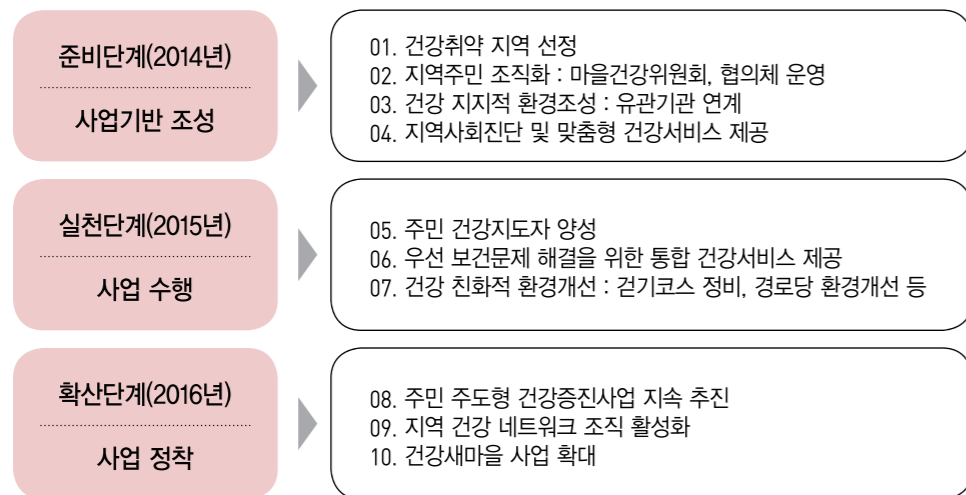 준비단계(2014년)
사업기반 조성
01. 건강취약 지역 선정
02. 지역주민 조직화 : 마을건강위원회, 협의체 운영
03. 건강 지지적 환경조성 : 유관기관 연계
04. 지역사회진단 및 맞춤형 건강서비스 제공
실천단계(2015년)
사업 수행
05. 주민 건강지도자 양성
06. 우선 보건문제 해결을 위한 통합 건강서비스 제공
07. 건강 친화적 환경개선 : 걷기코스 정비, 경로당 환경개선 등
확산단계(2016년)
사업 정착
08. 주민 주도형 건강증진사업 지속 추진
09. 지역 건강 네트워크 조직 활성화
10. 건강새마을 사업 확대